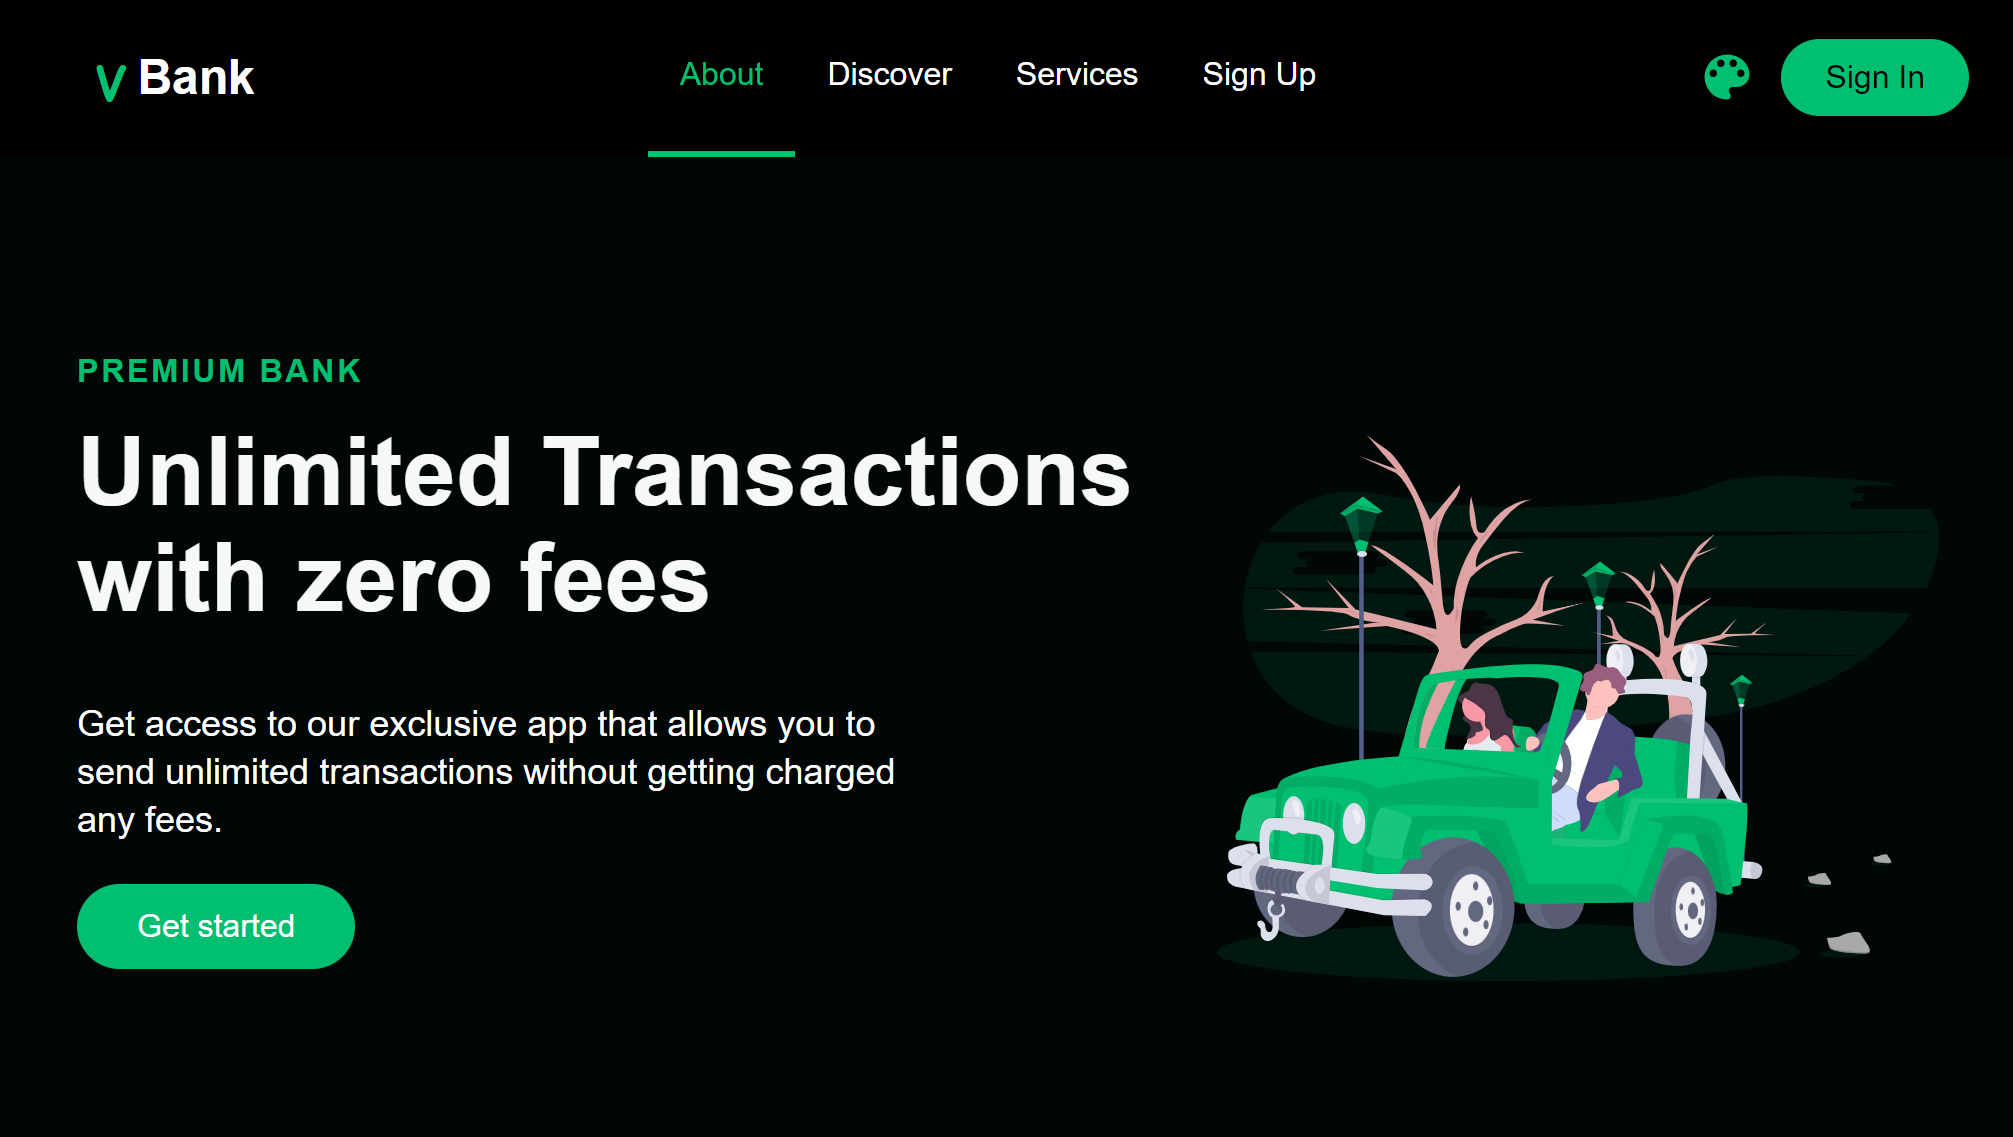 V Bank
About Discover Services Sign Up
Sign In
PREMIUM BANK
Unlimited Transactions
with zero fees
Get access to our exclusive app that allows you to
send unlimited transactions without getting charged
any fees.
Get started